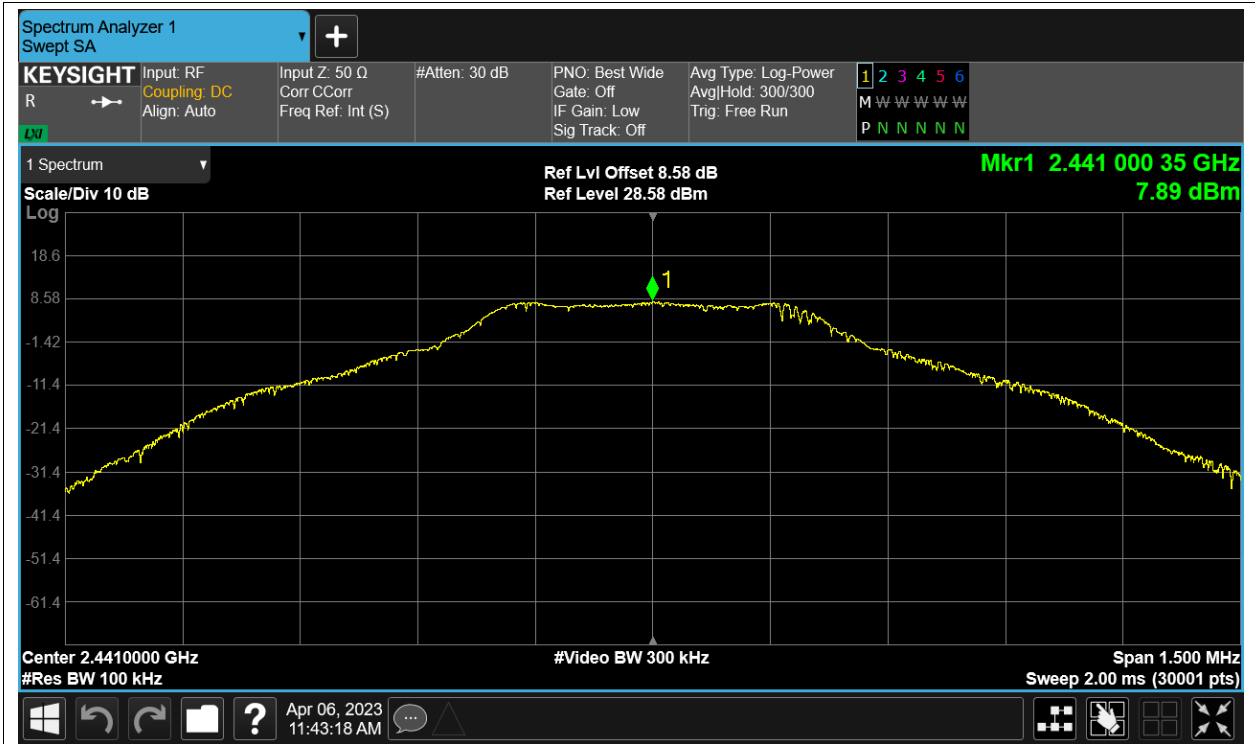 Spectrum Analyzer 1
Swept SA
+
KEYSIGHT
R
LXI
Input: RF
Coupling: DC
Align: Auto
Input Z: 50 Ω
Corr CCorr
Freq Ref: Int (S)
#Atten: 30 dB
PNO: Best Wide
Gate: Off
IF Gain: Low
Sig Track: Off
Avg Type: Log-Power
Avg|Hold: 300/300
Trig: Free Run
1 2 3 4 5 6
M W W W W W
P N N N N N
1 Spectrum
Scale/Div 10 dB
Log
Ref Lvl Offset 8.58 dB
Ref Level 28.58 dBm
Mkr1 2.441 000 35 GHz
7.89 dBm
18.6
1
8.58
-1.42
-11.4
-21.4
-31.4
-41.4
-51.4
-61.4
Center 2.4410000 GHz
#Video BW 300 kHz
Span 1.500 MHz
#Res BW 100 kHz
Sweep 2.00 ms (30001 pts)
?
Apr 06, 2023
11:43:18 AM